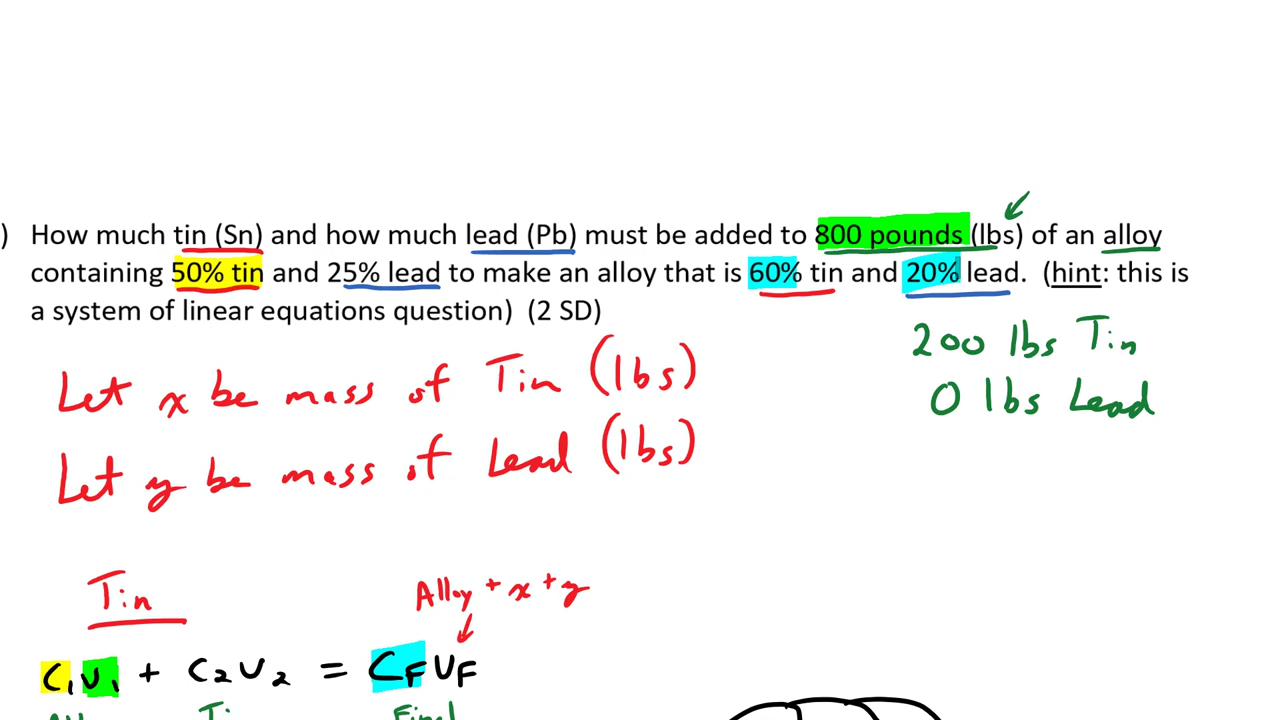 ) How much tin (Sn) and how much lead (Pb) must be added to 800 pounds (lbs) of an alloy
containing 50% tin and 25% lead to make an alloy that is 60% tin and 20% lead. (hint: this is
a system of linear equations question) (2 SD)
200 lbs Tin
0 lbs Lead
Let x be mass of Tin (lbs)
Let y be mass of Lead (lbs)
Tin
Alloy + x + y
C₁V₁ + C₂V₂ = C_F V_F